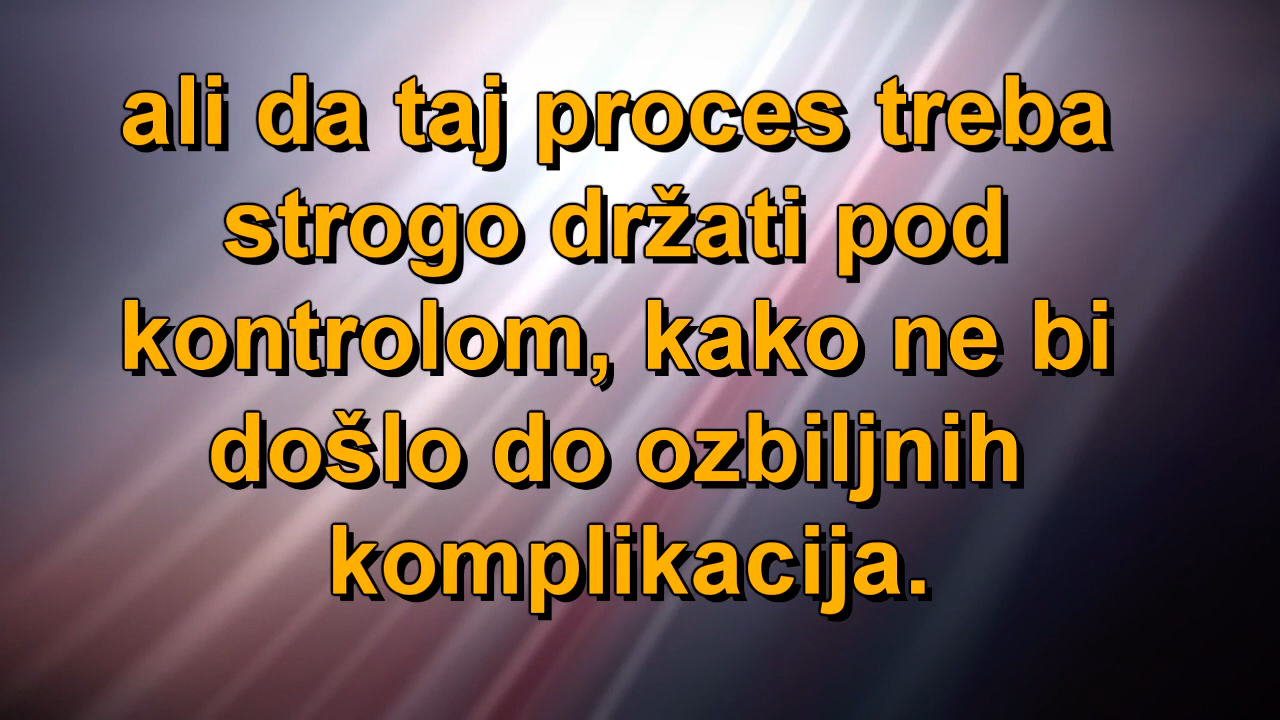 ali da taj proces treba
strogo držati pod
kontrolom, kako ne bi
došlo do ozbiljnih
komplikacija.